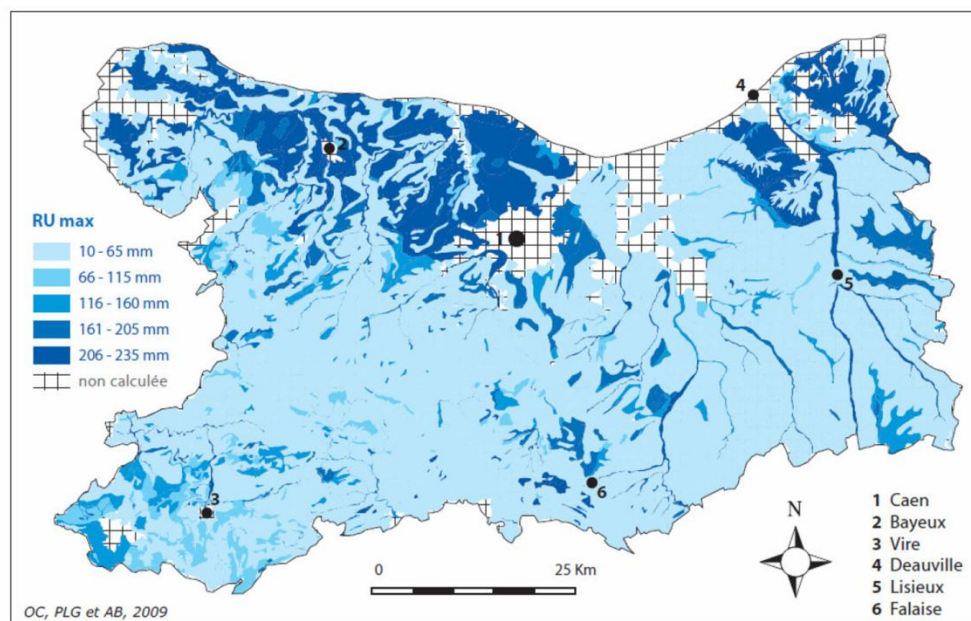 4
2
1
RU max
10 - 65 mm
66 - 115 mm
116 - 160 mm
161 - 205 mm
206 - 235 mm
non calculée
5
3
6
N
1 Caen
2 Bayeux
3 Vire
4 Deauville
5 Lisieux
6 Falaise
0 25 Km
OC, PLG et AB, 2009